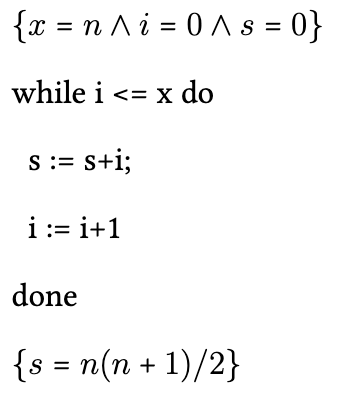 {x = n ∧ i = 0 ∧ s = 0}
while i <= x do
s := s+i;
i := i+1
done
{s = n(n + 1)/2}